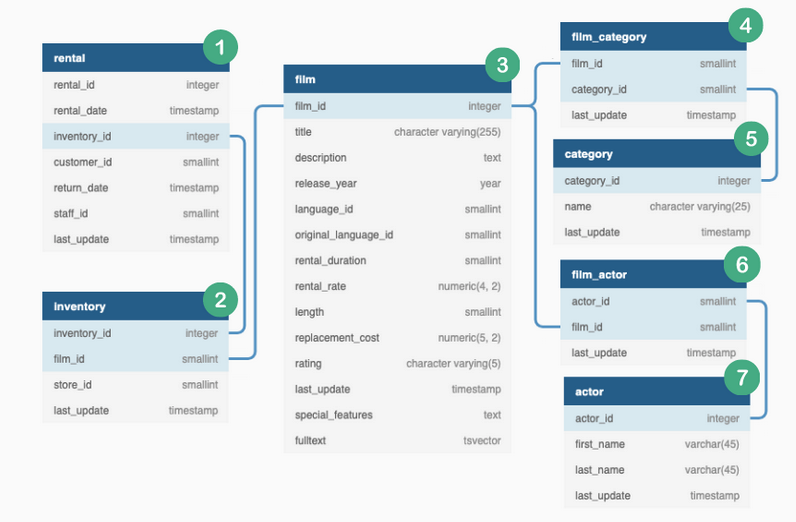 1
rental
rental_id integer
rental_date timestamp
inventory_id integer
customer_id smallint
return_date timestamp
staff_id smallint
last_update timestamp
2
inventory
inventory_id integer
film_id smallint
store_id smallint
last_update timestamp
3
film
film_id integer
title character varying(255)
description text
release_year year
language_id smallint
original_language_id smallint
rental_duration smallint
rental_rate numeric(4, 2)
length smallint
replacement_cost numeric(5, 2)
rating character varying(5)
last_update timestamp
special_features text
fulltext tsvector
4
film_category
film_id smallint
category_id smallint
last_update timestamp
5
category
category_id integer
name character varying(25)
last_update timestamp
6
film_actor
actor_id smallint
film_id smallint
last_update timestamp
7
actor
actor_id integer
first_name varchar(45)
last_name varchar(45)
last_update timestamp